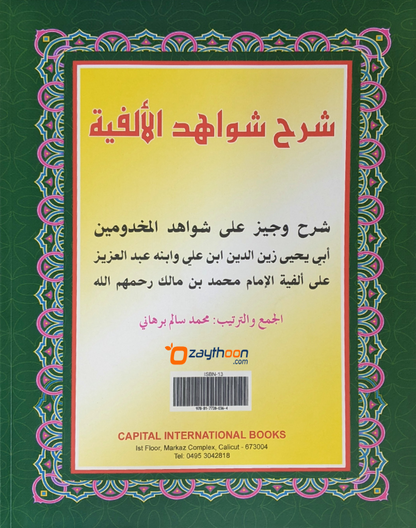 شرح شواهد الألفية
شرح وجيز على شواهد المخدومين
أبي يحيى زين الدين ابن علي وابنه عبد العزيز
على ألفية الإمام محمد بن مالك رحمهم الله
الجمع والترتيب: محمد سالم برهاني
Ozaythoon
.com
ISBN-13
CAPITAL INTERNATIONAL BOOKS
Ist Floor, Markaz Complex, Calicut - 673004
Tel: 0495 3042818